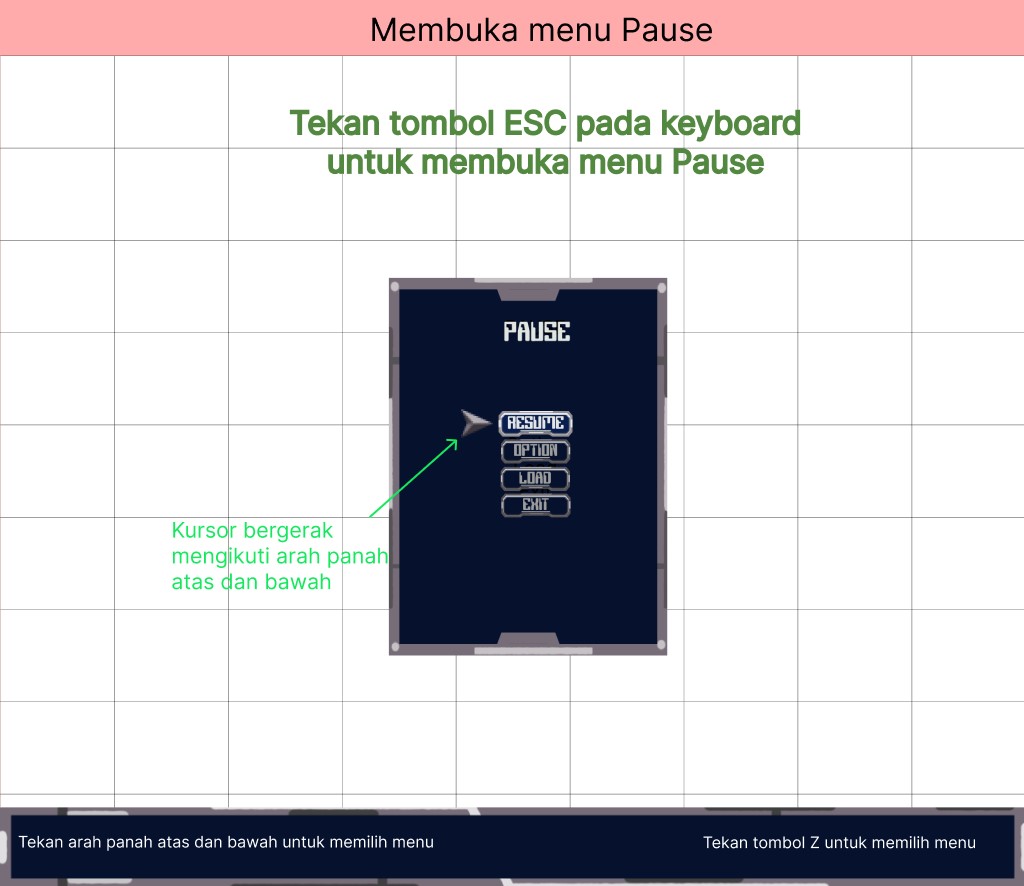 Membuka menu Pause
Tekan tombol ESC pada keyboard
untuk membuka menu Pause
PAUSE
RESUME
OPTION
LOAD
EXIT
Kursor bergerak
mengikuti arah panah
atas dan bawah
Tekan arah panah atas dan bawah untuk memilih menu
Tekan tombol Z untuk memilih menu